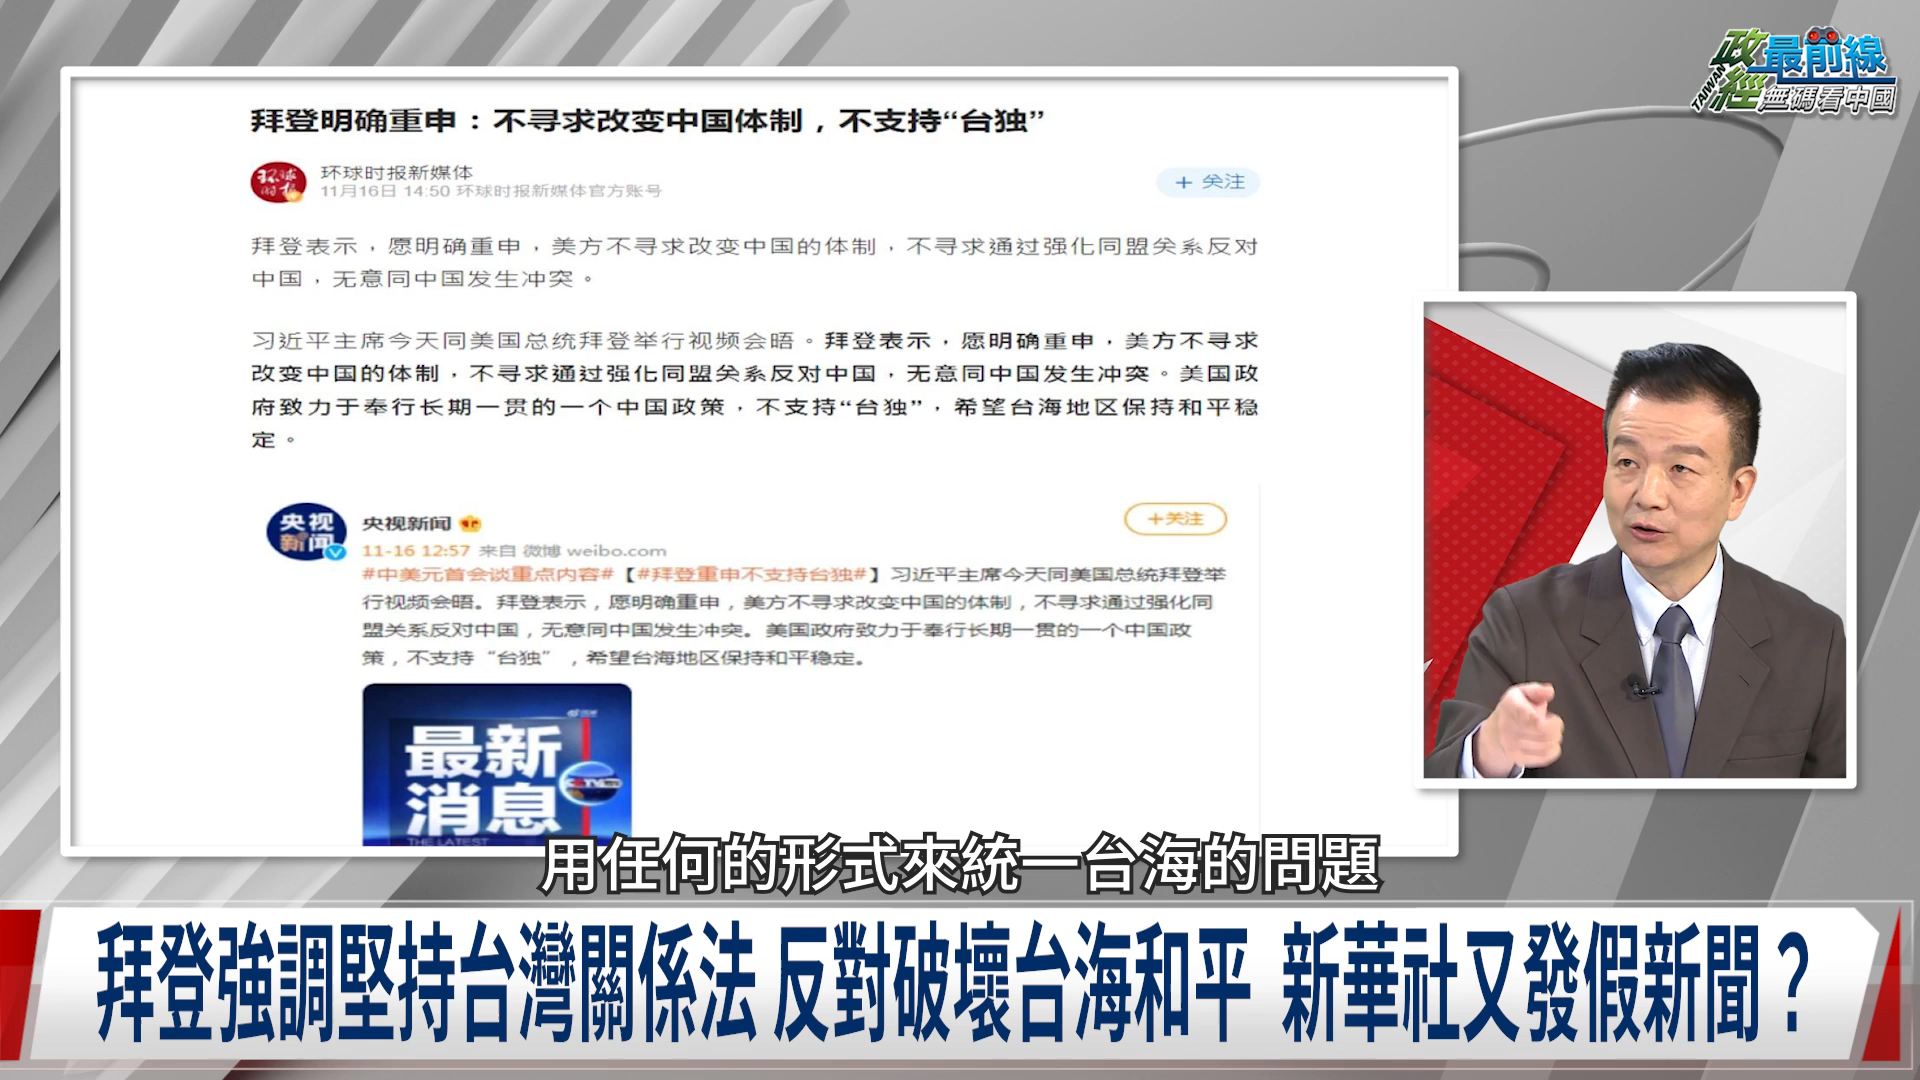 拜登明确重申：不寻求改变中国体制，不支持“台独”
环球时报新媒体
11月16日 14:50 环球时报新媒体官方账号
+ 关注
拜登表示，愿明确重申，美方不寻求改变中国的体制，不寻求通过强化同盟关系反对
中国，无意同中国发生冲突。
习近平主席今天同美国总统拜登举行视频会晤。拜登表示，愿明确重申，美方不寻求
改变中国的体制，不寻求通过强化同盟关系反对中国，无意同中国发生冲突。美国政
府致力于奉行长期一贯的一个中国政策，不支持“台独”，希望台海地区保持和平稳
定。
央视
新闻
央视新闻
11-16 12:57 来自 微博 weibo.com
+关注
#中美元首会谈重点内容#【#拜登重申不支持台独#】习近平主席今天同美国总统拜登举
行视频会晤。拜登表示，愿明确重申，美方不寻求改变中国的体制，不寻求通过强化同
盟关系反对中国，无意同中国发生冲突。美国政府致力于奉行长期一贯的一个中国政
策，不支持“台独”，希望台海地区保持和平稳定。
最新
消息
THE LATEST
政經最前線
TAIWAN
無碼看中國
用任何的形式來統一台海的問題
拜登強調堅持台灣關係法 反對破壞台海和平 新華社又發假新聞？